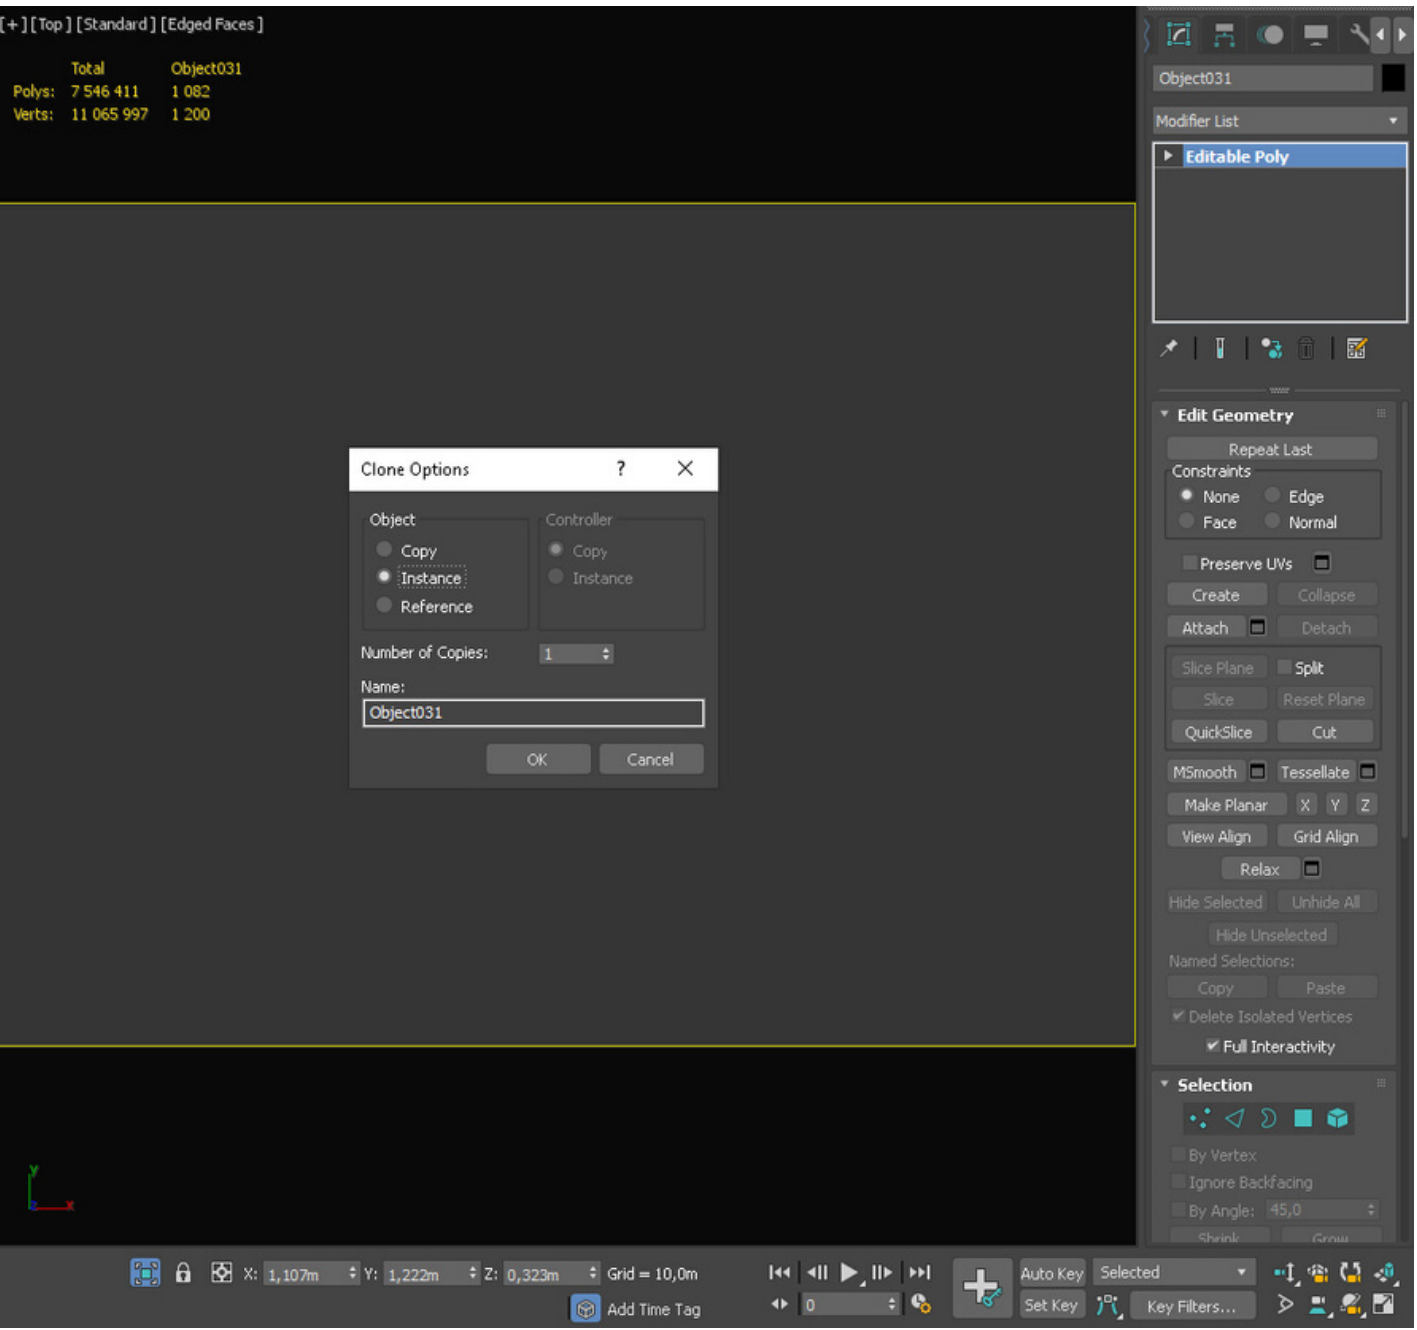 [+] [Top ] [Standard ] [Edged Faces ]
Total Object031
Polys: 7 546 411 1 082
Verts: 11 065 997 1 200
Object031
Modifier List
Editable Poly
Edit Geometry
Repeat Last
Constraints
None Edge
Face Normal
Preserve UVs
Create Collapse
Attach Detach
Slice Plane Split
Slice Reset Plane
QuickSlice Cut
MSmooth Tessellate
Make Planar X Y Z
View Align Grid Align
Relax
Hide Selected Unhide All
Hide Unselected
Named Selections:
Copy Paste
Delete Isolated Vertices
Full Interactivity
Selection
By Vertex
Ignore Backfacing
By Angle: 45,0
Shrink Grow
Clone Options ?
Object Controller
Copy Copy
Instance Instance
Reference
Number of Copies: 1
Name:
Object031
OK Cancel
y
z x
X: 1,107m Y: 1,222m Z: 0,323m Grid = 10,0m
Add Time Tag
0
Auto Key Selected
Set Key Key Filters...